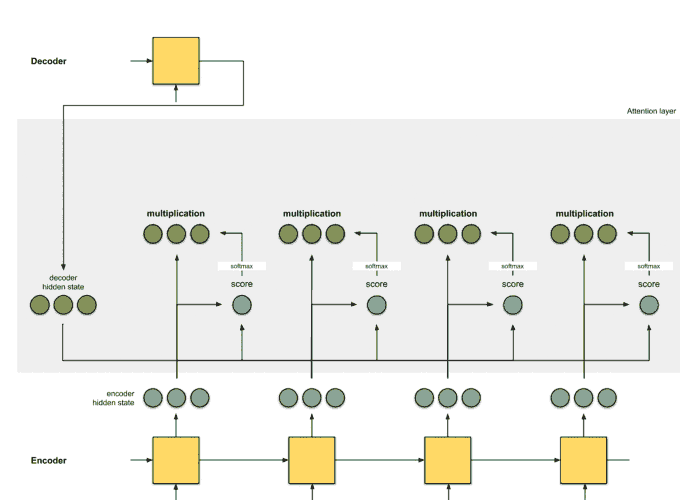 Decoder
Attention layer
multiplication multiplication multiplication multiplication
softmax softmax softmax softmax
decoder
hidden state
score score score score
encoder
hidden state
Encoder